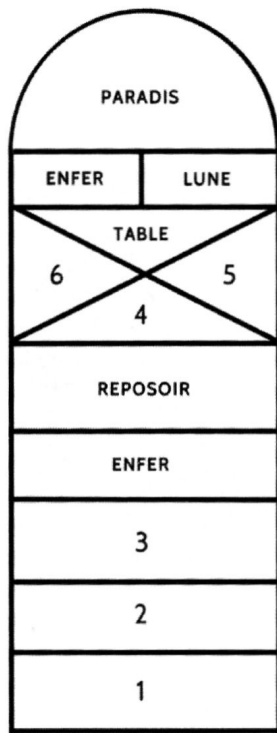 PARADIS
ENFER LUNE
TABLE
6 5
4
REPOSOIR
ENFER
3
2
1